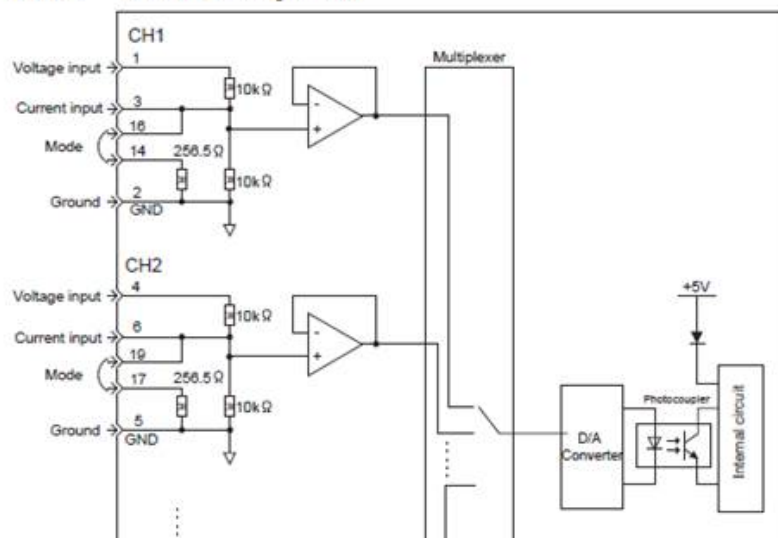 CH1
Voltage input
1
10kΩ
Current input
3
16
Mode
14
256.5Ω
10kΩ
Ground
2
GND
Multiplexer
CH2
Voltage input
4
10kΩ
Current input
6
19
Mode
17
256.5Ω
10kΩ
Ground
5
GND
+5V
Photocoupler
D/A
Converter
Internal circuit